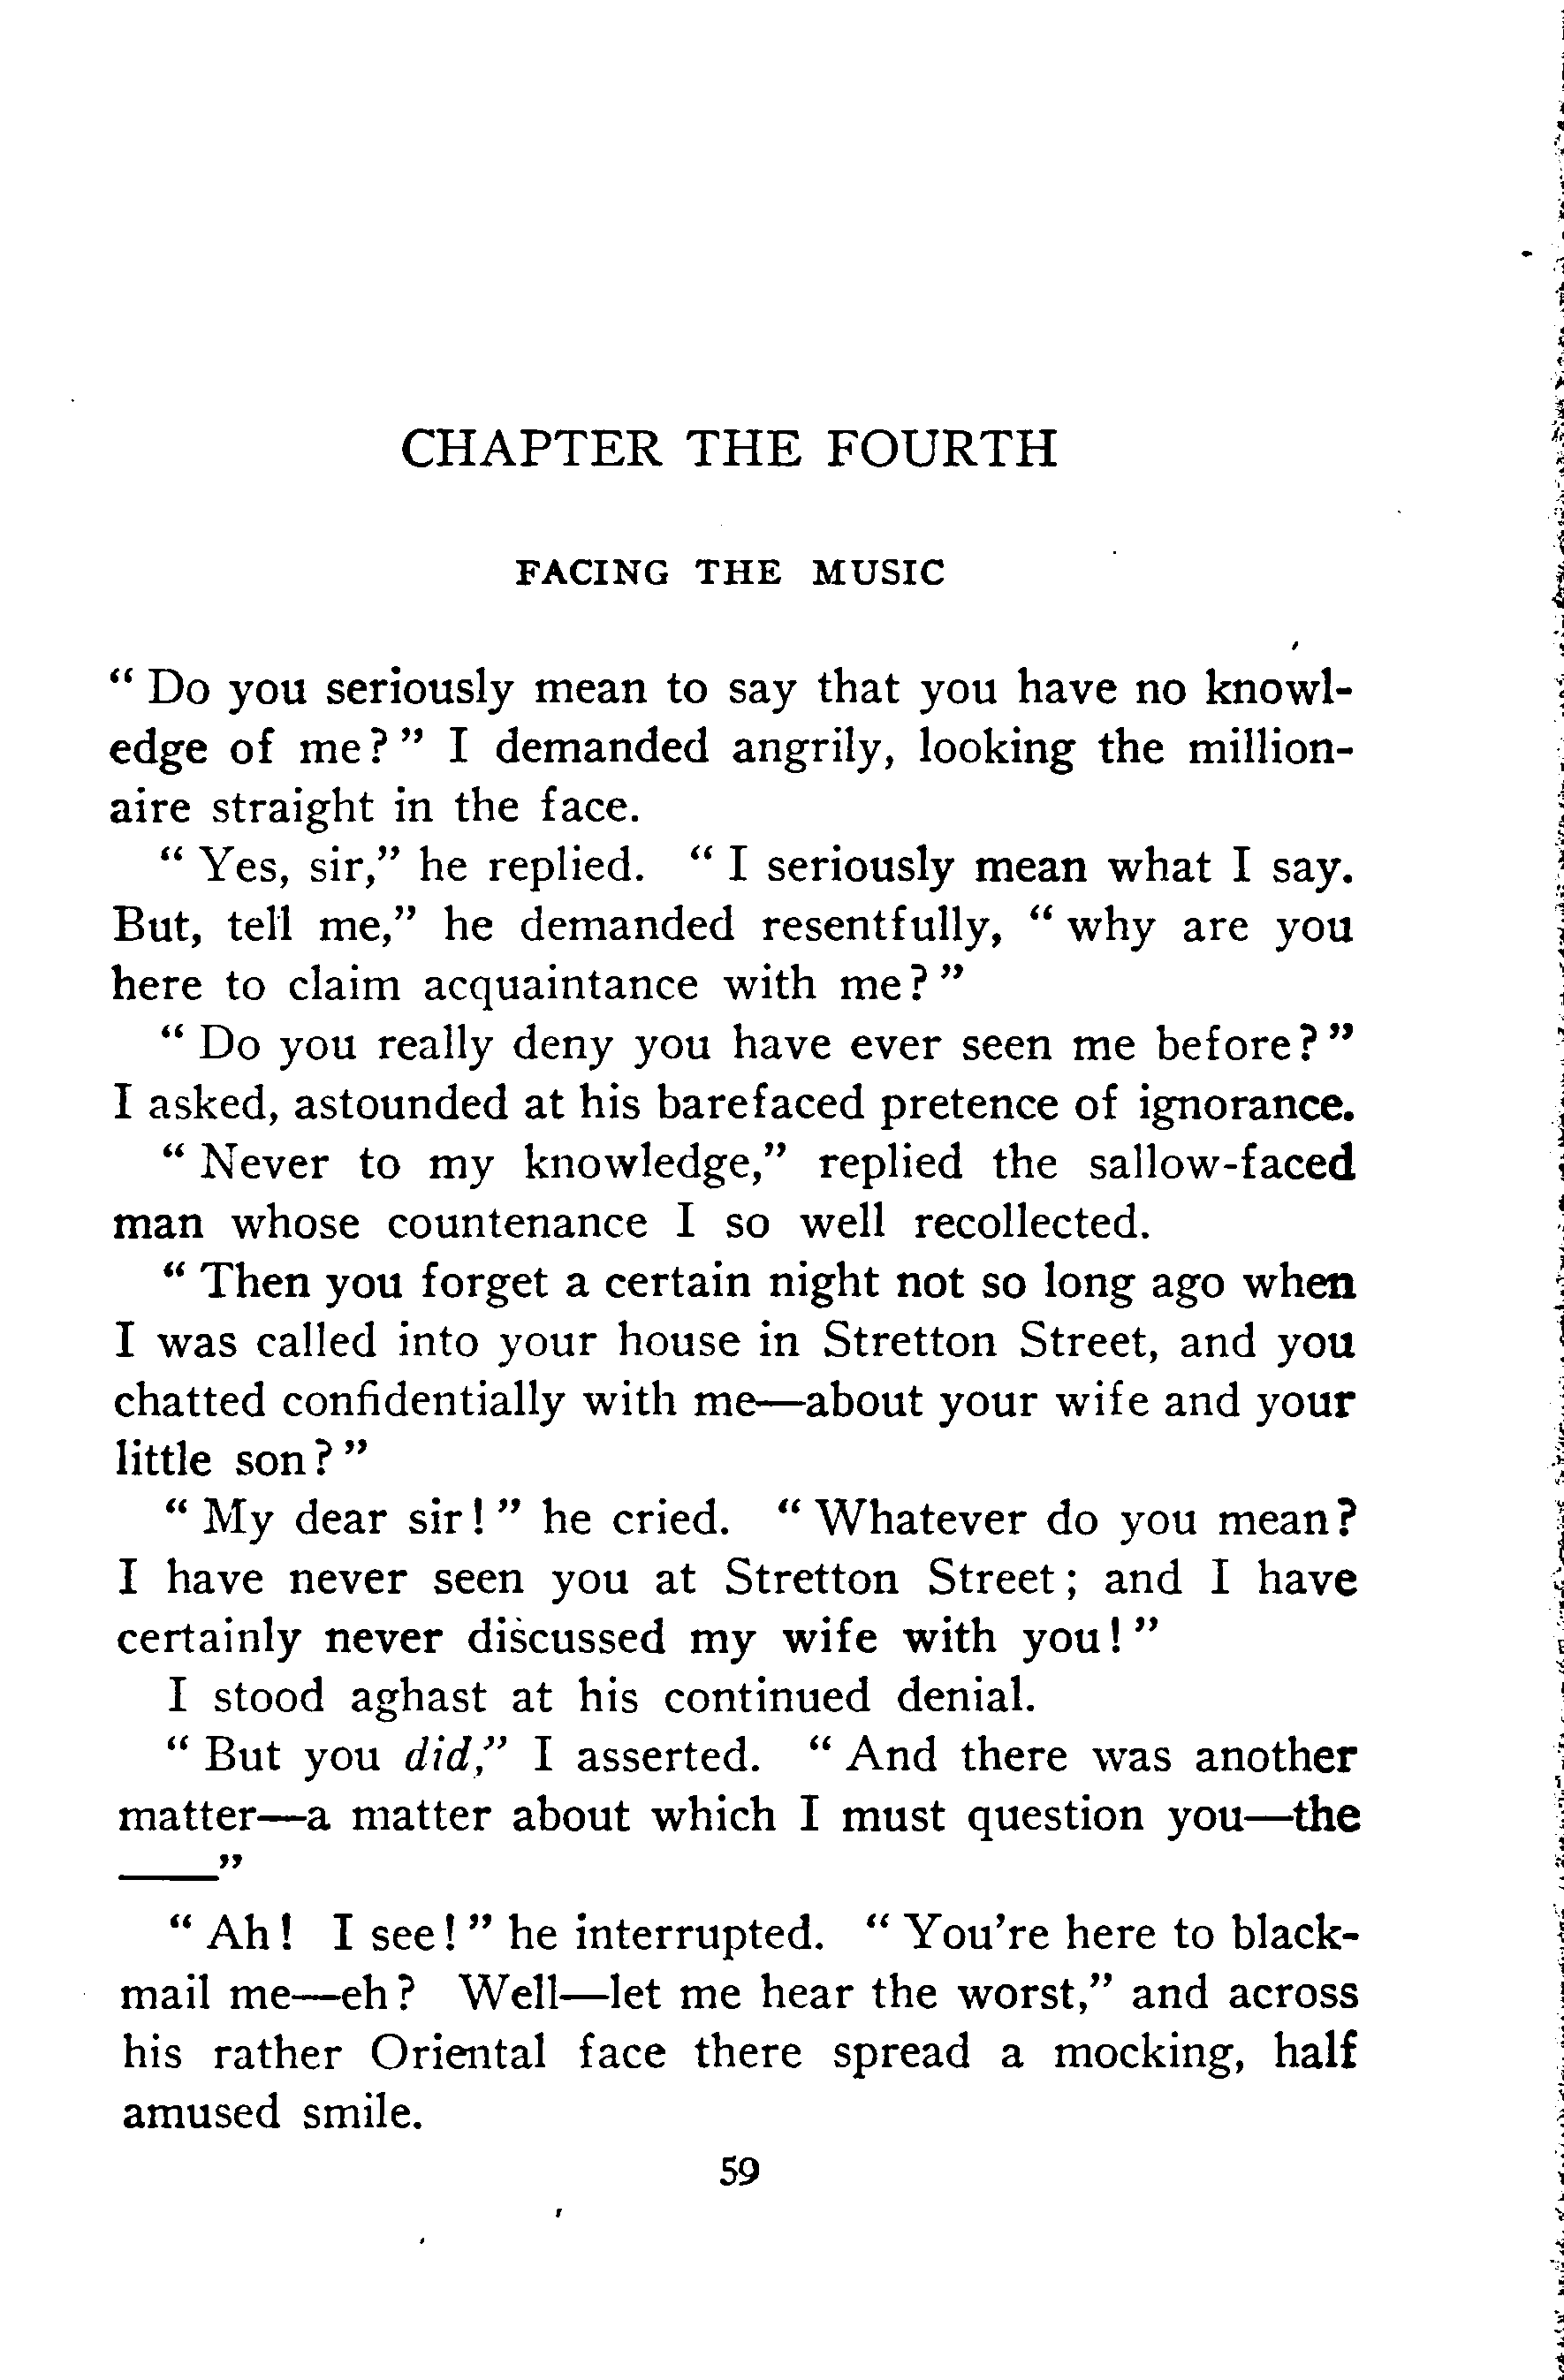 CHAPTER THE FOURTH
FACING THE MUSIC
“ Do you seriously mean to say that you have no knowl-
edge of me? ” I demanded angrily, looking the million-
aire straight in the face.
“ Yes, sir,” he replied. “ I seriously mean what I say.
But, tell me,” he demanded resentfully, “ why are you
here to claim acquaintance with me? ”
“ Do you really deny you have ever seen me before? ”
I asked, astounded at his barefaced pretence of ignorance.
“ Never to my knowledge,” replied the sallow-faced
man whose countenance I so well recollected.
“ Then you forget a certain night not so long ago when
I was called into your house in Stretton Street, and you
chatted confidentially with me—about your wife and your
little son? ”
“ My dear sir! ” he cried. “ Whatever do you mean?
I have never seen you at Stretton Street; and I have
certainly never discussed my wife with you! ”
I stood aghast at his continued denial.
“ But you did,” I asserted. “ And there was another
matter—a matter about which I must question you—the
——”
“ Ah! I see! ” he interrupted. “ You're here to black-
mail me—eh? Well—let me hear the worst,” and across
his rather Oriental face there spread a mocking, half
amused smile.
59